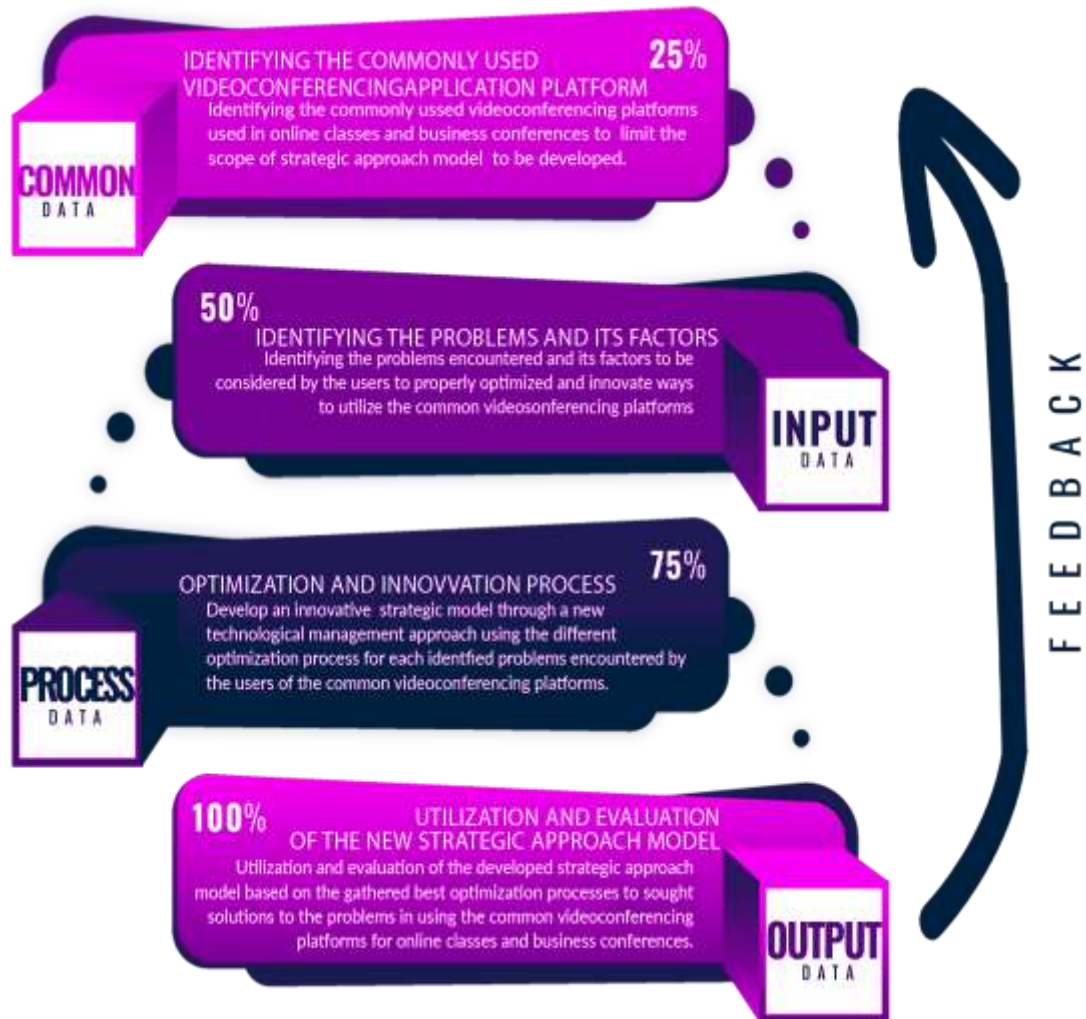 IDENTIFYING THE COMMONLY USED 25%
VIDEOCONFERENCINGAPPLICATION PLATFORM
Identifying the commonly ussed videoconferencing platforms
used in online classes and business conferences to limit the
scope of strategic approach model to be developed.
COMMON
DATA
50%
IDENTIFYING THE PROBLEMS AND ITS FACTORS
Identifying the problems encountered and its factors to be
considered by the users to properly optimized and innovate ways
to utilize the common videosonferencing platforms
INPUT
DATA
75%
OPTIMIZATION AND INNOVVATION PROCESS
Develop an innovative strategic model through a new
technological management approach using the different
optimization process for each identfied problems encountered by
the users of the common videoconferencing platforms.
PROCESS
DATA
100%
UTILIZATION AND EVALUATION
OF THE NEW STRATEGIC APPROACH MODEL
Utilization and evaluation of the developed strategic approach
model based on the gathered best optimization processes to sought
solutions to the problems in using the common videoconferencing
platforms for online classes and business conferences.
OUTPUT
DATA
FEEDBACK